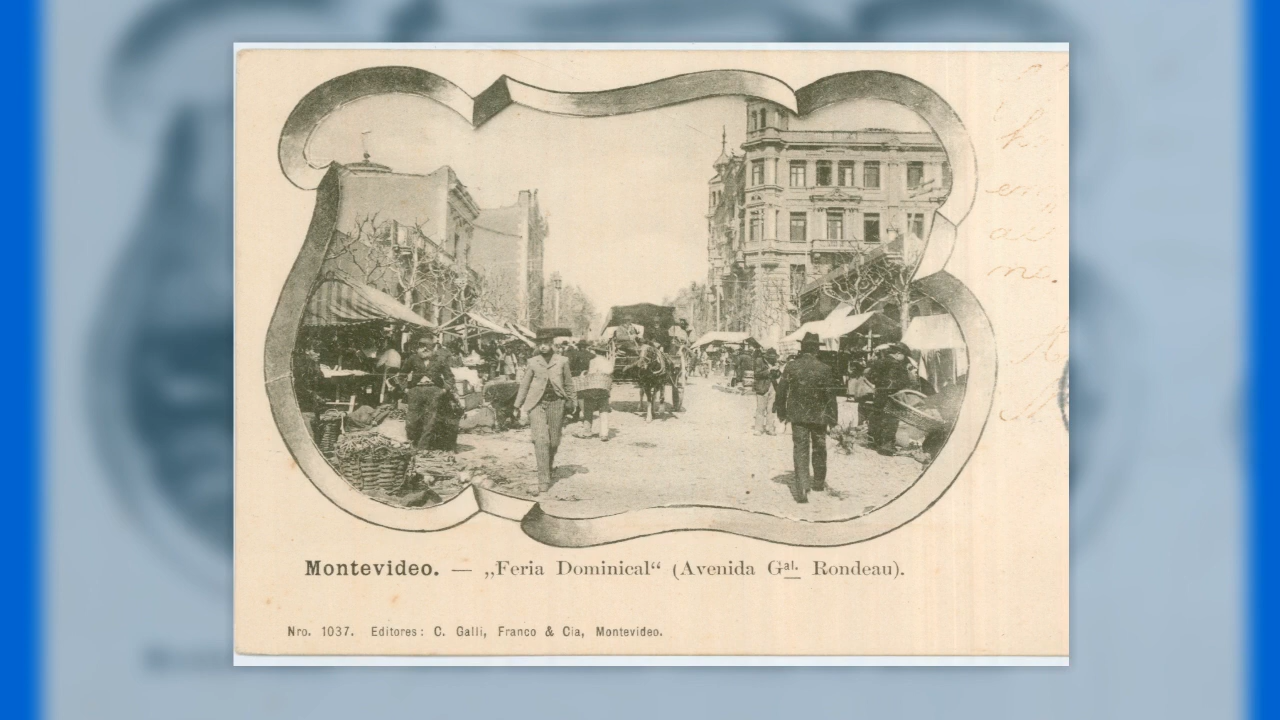 Montevideo. — „Feria Dominical“ (Avenida Gal. Rondeau).
Nro. 1037. Editores: C. Galli, Franco & Cia, Montevideo.